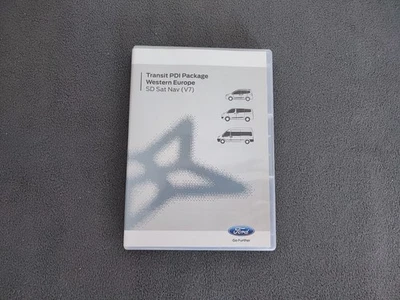 Transit PDI Package
Western Europe
SD Sat Nav (V7)
Ford
Go Further